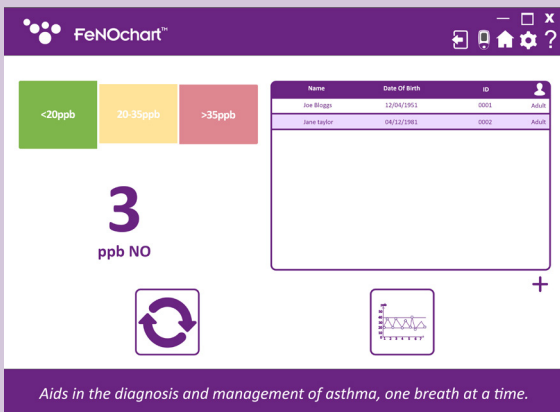 FeNOchart™
X
?
<20ppb 20-35ppb >35ppb
Name Date Of Birth ID
Joe Bloggs 12/04/1951 0001 Adult
Jane taylor 04/12/1981 0002 Adult
3
ppb NO
Aids in the diagnosis and management of asthma, one breath at a time.